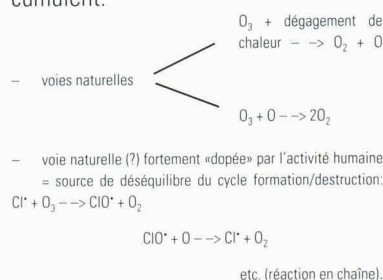 cumulent:
O₃ + dégagement de
chaleur – –> O₂ + O
– voies naturelles
O₃ + O – –> 2O₂
– voie naturelle (?) fortement «dopée» par l'activité humaine
= source de déséquilibre du cycle formation/destruction:
Cl• + O₃ – –> ClO• + O₂
ClO• + O – –> Cl• + O₂
etc. (réaction en chaîne).